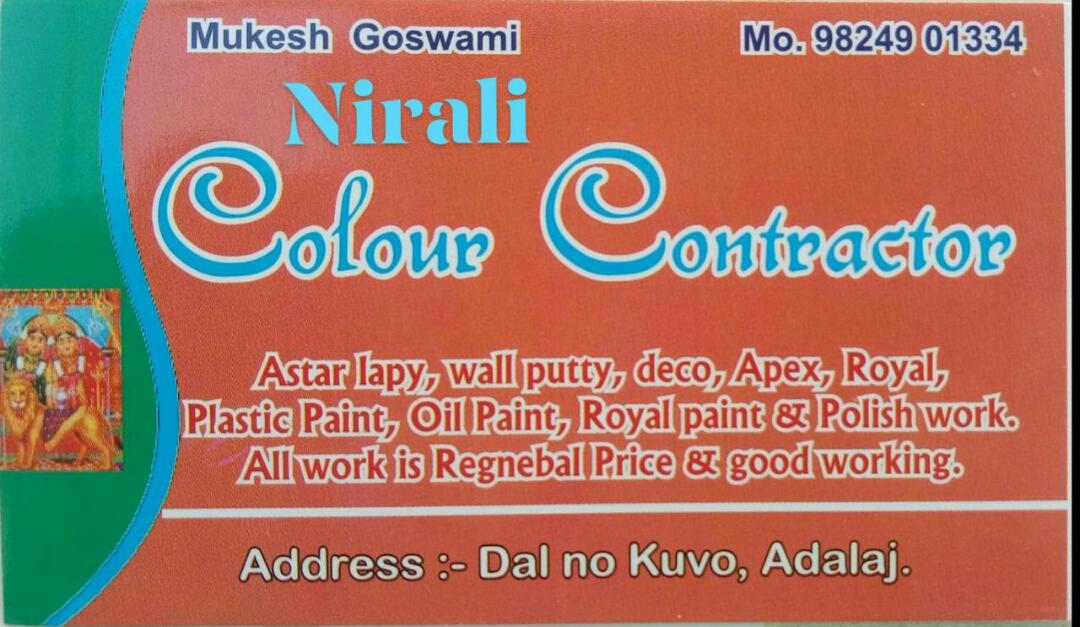 Mukesh Goswami
Mo. 98249 01334
Nirali
Colour Contractor
Astar lapy, wall putty, deco, Apex, Royal,
Plastic Paint, Oil Paint, Royal paint & Polish work.
All work is Regnebal Price & good working.
Address :- Dal no Kuvo, Adalaj.